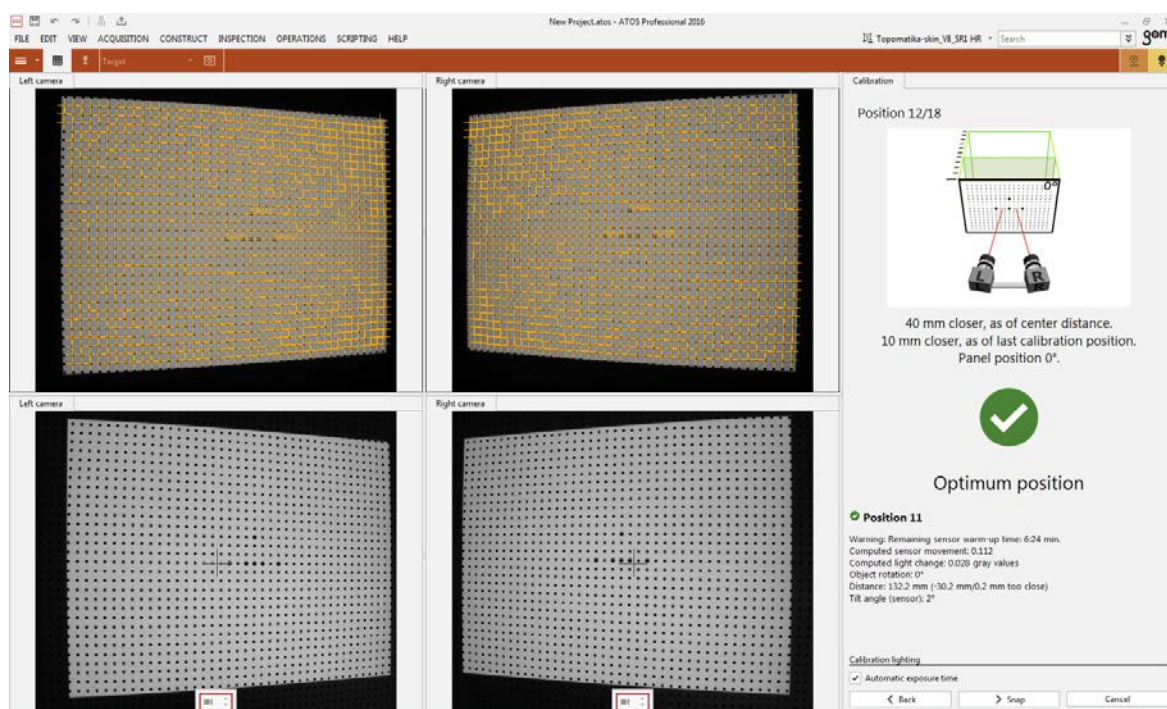 New Project.atos - ATOS Professional 2016
FILE EDIT VIEW ACQUISITION CONSTRUCT INSPECTION OPERATIONS SCRIPTING HELP
Topomatika-skin_V8_SR1 HR
Search
gom
Target
Left camera
Right camera
Calibration
Position 12/18
0°
L
R
40 mm closer, as of center distance.
10 mm closer, as of last calibration position.
Panel position 0°.
Left camera
Right camera
Optimum position
Position 11
Warning: Remaining sensor warm-up time: 6:24 min.
Computed sensor movement: 0.112
Computed light change: 0.028 gray values
Object rotation: 0°
Distance: 132.2 mm (-30.2 mm/0.2 mm too close)
Tilt angle (sensor): 2°
Calibration lighting
Automatic exposure time
Back
Snap
Cancel